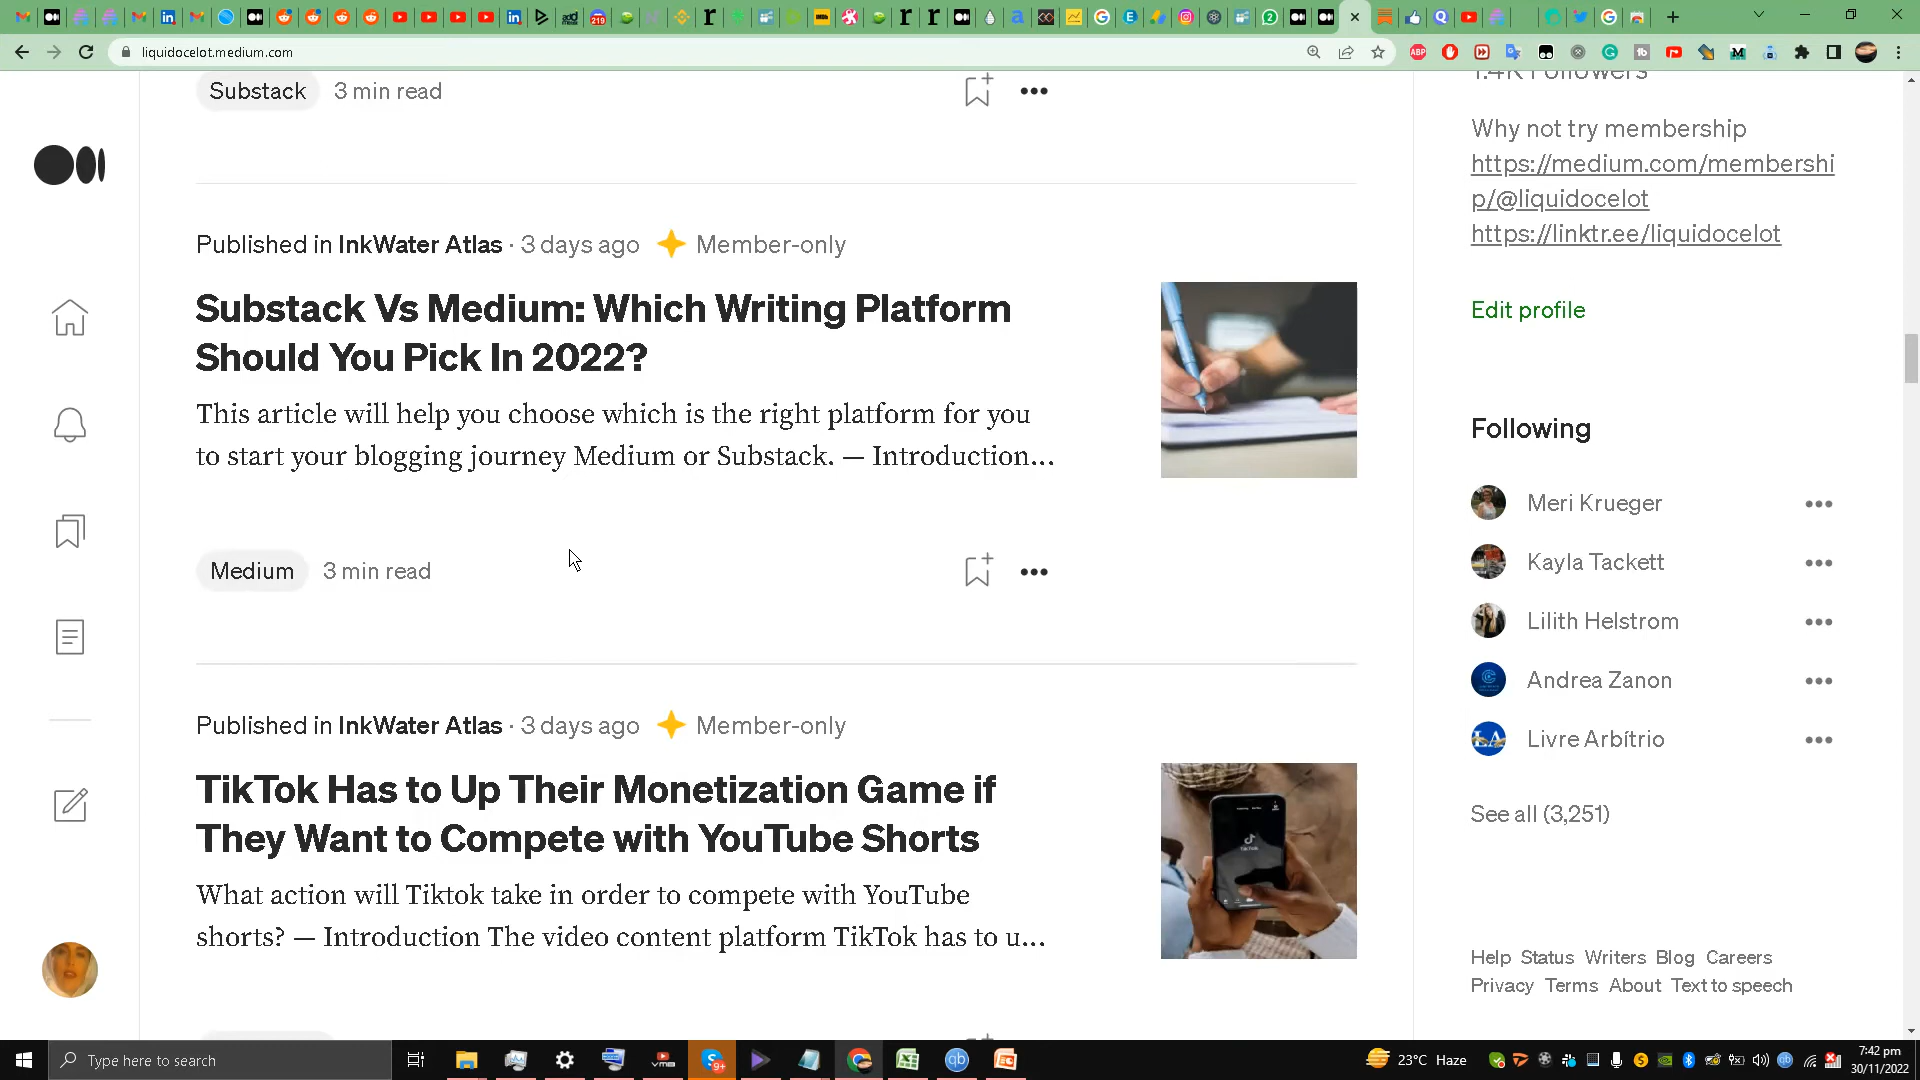 liquidocelot.medium.com
Substack 3 min read
1.4K Followers
Why not try membership
https://medium.com/membershi
p/@liquidocelot
https://linktr.ee/liquidocelot
Edit profile
Published in InkWater Atlas · 3 days ago Member-only
Substack Vs Medium: Which Writing Platform
Should You Pick In 2022?
This article will help you choose which is the right platform for you
to start your blogging journey Medium or Substack. — Introduction...
Medium 3 min read
Following
Meri Krueger
Kayla Tackett
Lilith Helstrom
Andrea Zanon
Livre Arbítrio
See all (3,251)
Published in InkWater Atlas · 3 days ago Member-only
TikTok Has to Up Their Monetization Game if
They Want to Compete with YouTube Shorts
What action will Tiktok take in order to compete with YouTube
shorts? — Introduction The video content platform TikTok has to u...
Help Status Writers Blog Careers
Privacy Terms About Text to speech
Type here to search
23°C Haze
7:42 pm
30/11/2022